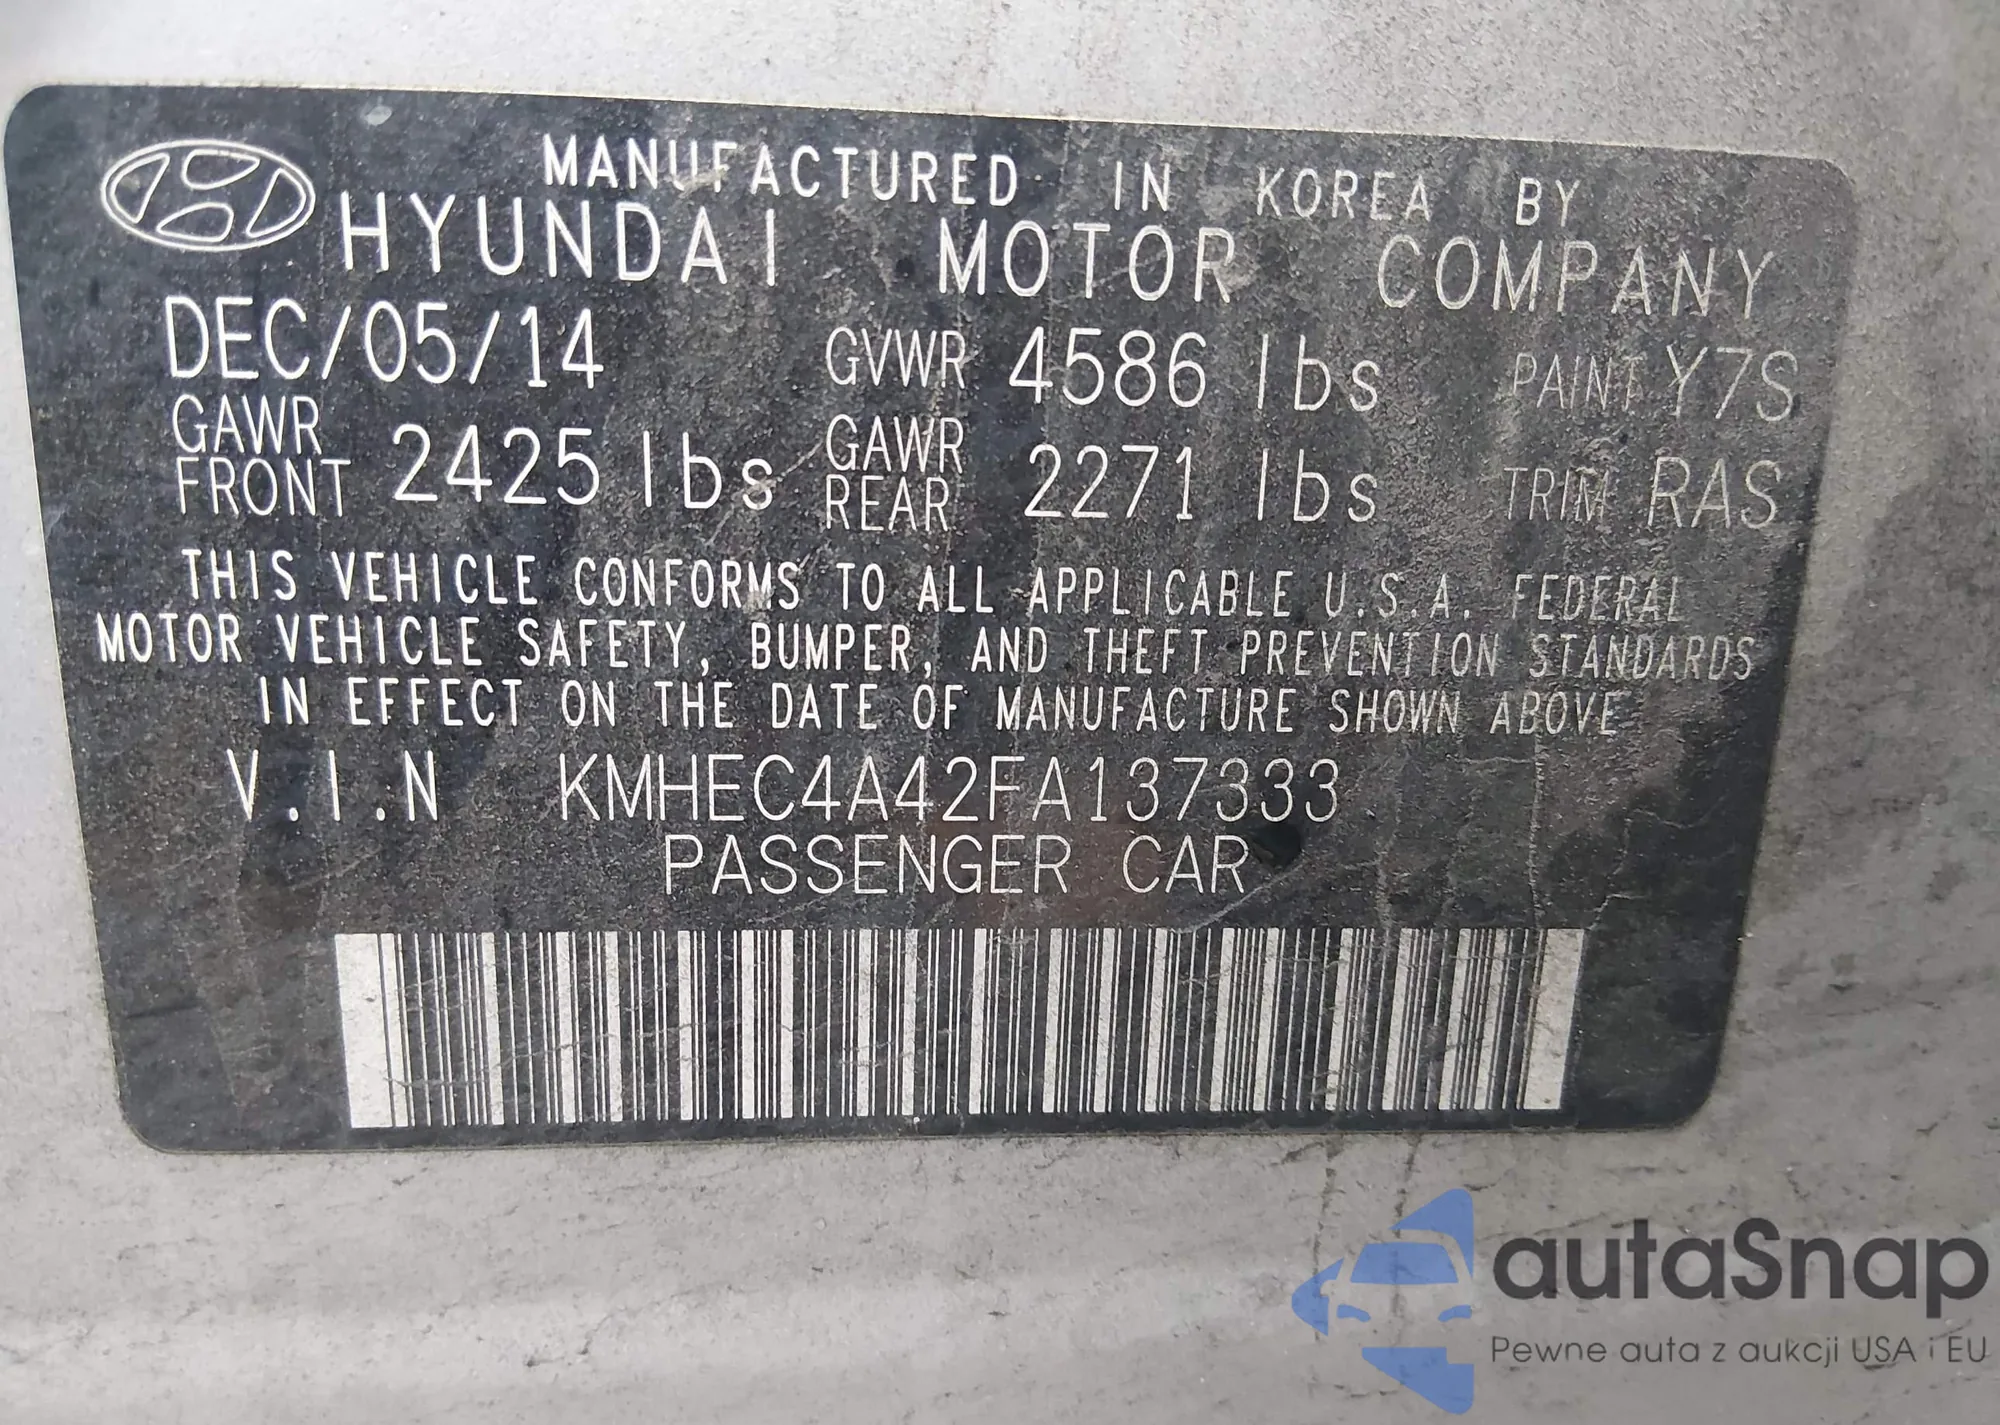 MANUFACTURED IN KOREA BY
HYUNDAI MOTOR COMPANY
DEC/05/14 GVWR 4586 lbs PAINT Y7S
GAWR FRONT 2425 lbs GAWR REAR 2271 lbs TRIM RAS
THIS VEHICLE CONFORMS TO ALL APPLICABLE U.S.A. FEDERAL
MOTOR VEHICLE SAFETY, BUMPER, AND THEFT PREVENTION STANDARDS
IN EFFECT ON THE DATE OF MANUFACTURE SHOWN ABOVE
V.I.N KMHEC4A42FA137333
PASSENGER CAR
autaSnap
Pewne auta z aukcji USA i EU